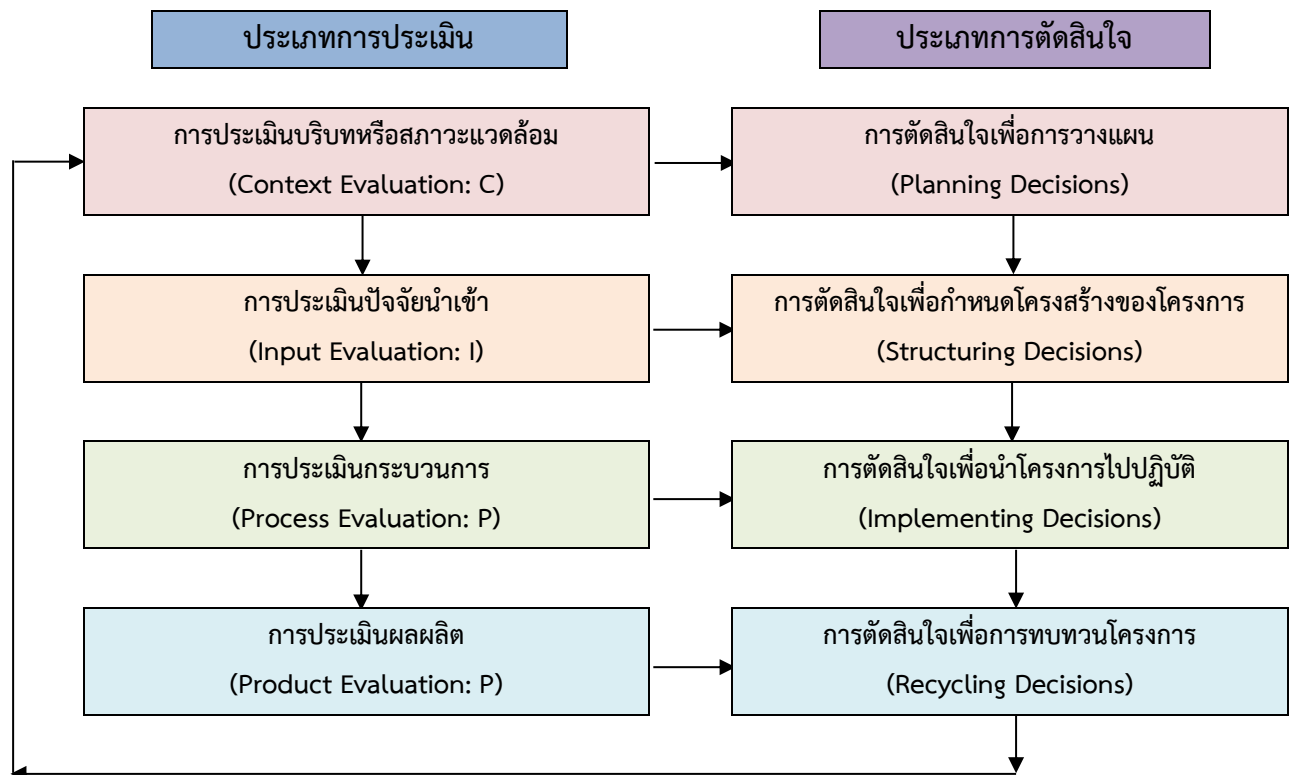 ประเภทการประเมิน
ประเภทการตัดสินใจ
การประเมินบริบทหรือสภาวะแวดล้อม
(Context Evaluation: C)
การตัดสินใจเพื่อการวางแผน
(Planning Decisions)
การประเมินปัจจัยนำเข้า
(Input Evaluation: I)
การตัดสินใจเพื่อกำหนดโครงสร้างของโครงการ
(Structuring Decisions)
การประเมินกระบวนการ
(Process Evaluation: P)
การตัดสินใจเพื่อนำโครงการไปปฏิบัติ
(Implementing Decisions)
การประเมินผลผลิต
(Product Evaluation: P)
การตัดสินใจเพื่อการทบทวนโครงการ
(Recycling Decisions)